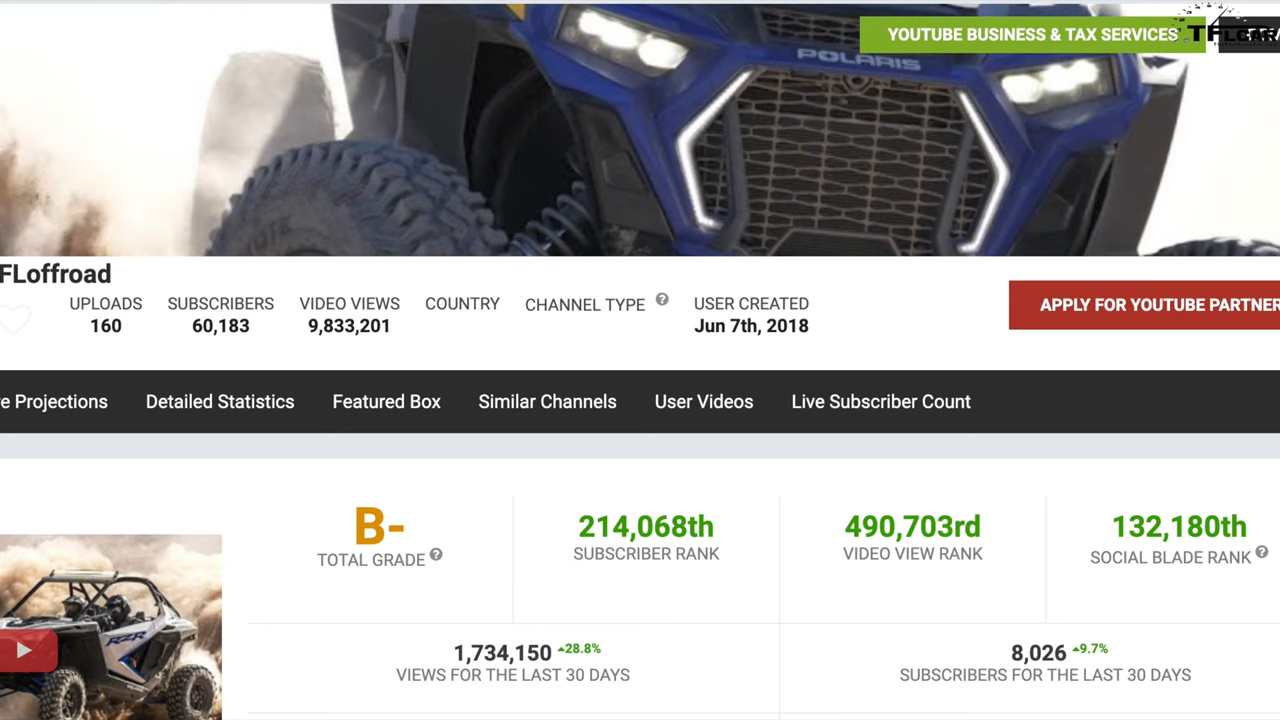 YOUTUBE BUSINESS & TAX SERVICES
TFLCAR
POLARIS
FLoffroad
UPLOADS
160
SUBSCRIBERS
60,183
VIDEO VIEWS
9,833,201
COUNTRY
CHANNEL TYPE ?
USER CREATED
Jun 7th, 2018
APPLY FOR YOUTUBE PARTNER
e Projections
Detailed Statistics
Featured Box
Similar Channels
User Videos
Live Subscriber Count
B-
TOTAL GRADE ?
214,068th
SUBSCRIBER RANK
490,703rd
VIDEO VIEW RANK
132,180th
SOCIAL BLADE RANK ?
RZR
1,734,150 28.8%
VIEWS FOR THE LAST 30 DAYS
8,026 9.7%
SUBSCRIBERS FOR THE LAST 30 DAYS